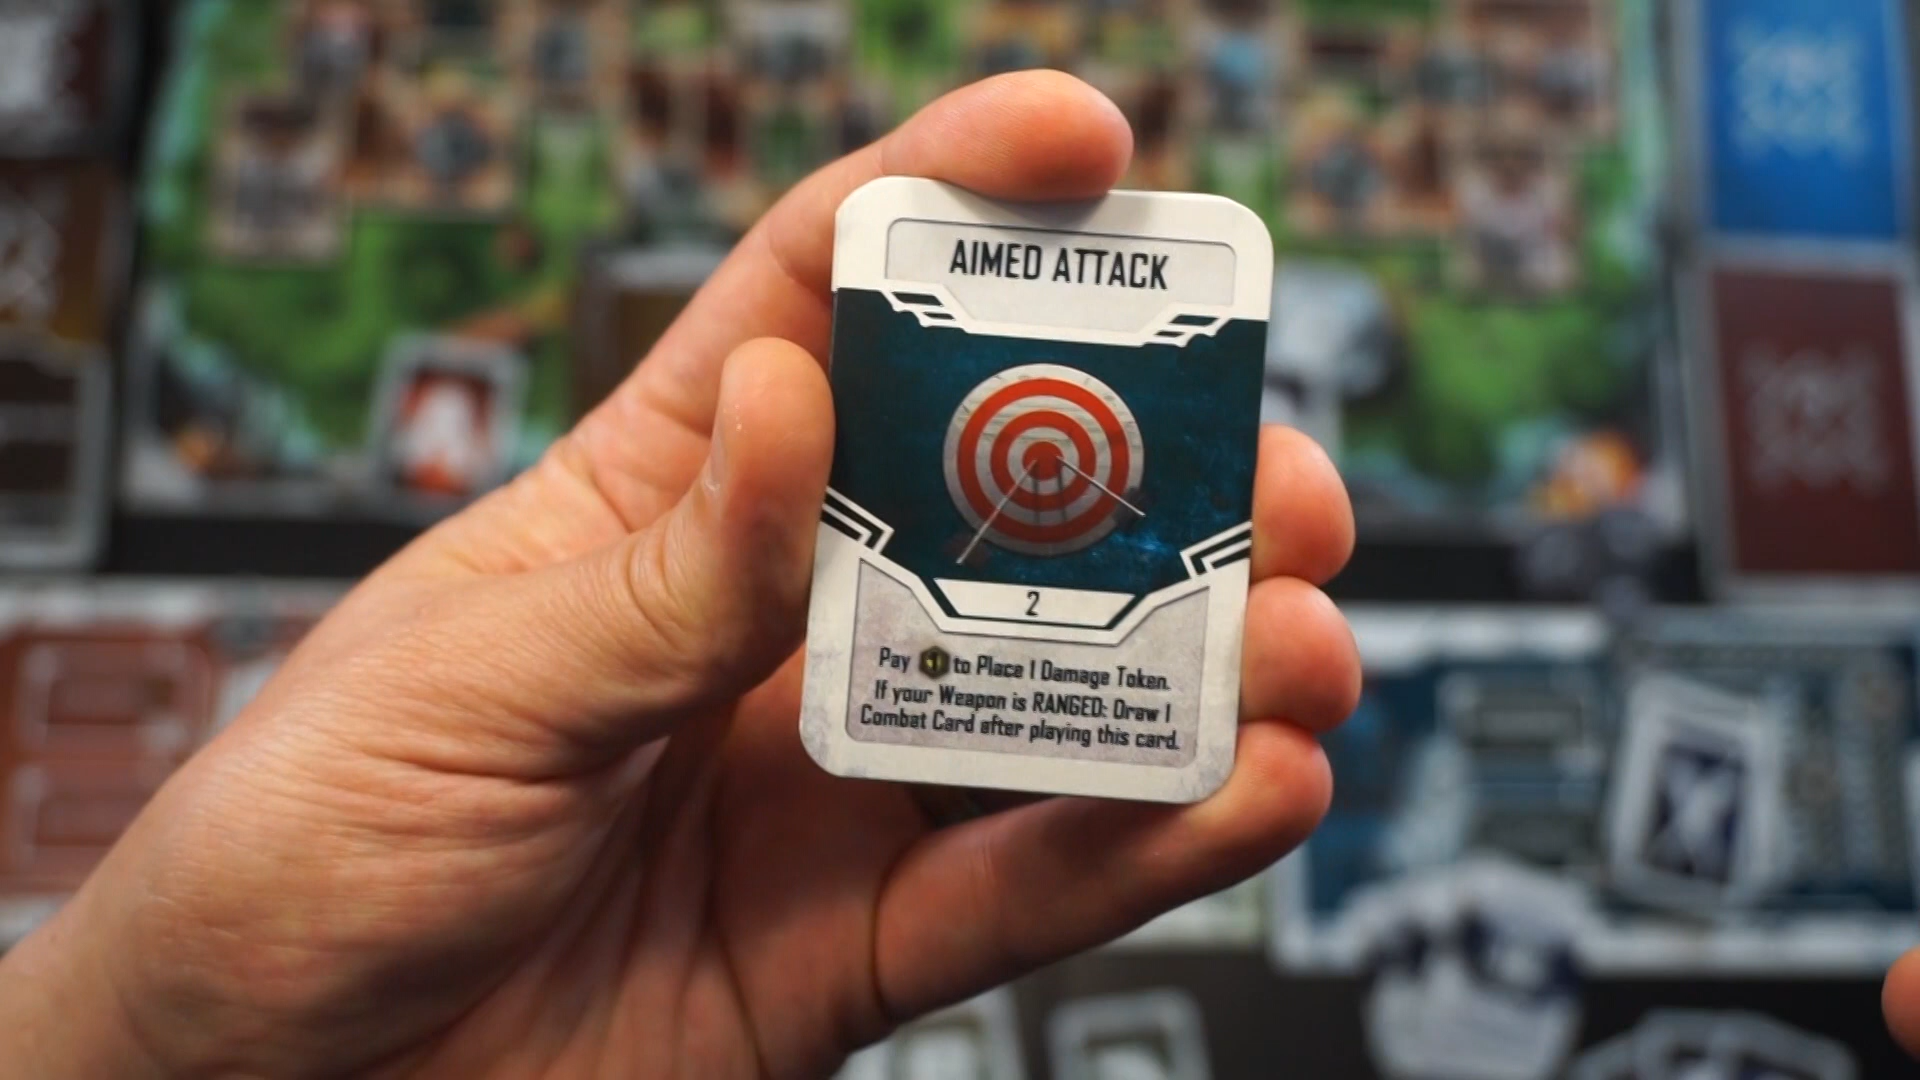 AIMED ATTACK
2
Pay 1 to Place 1 Damage Token.
If your Weapon is RANGED: Draw 1
Combat Card after playing this card.